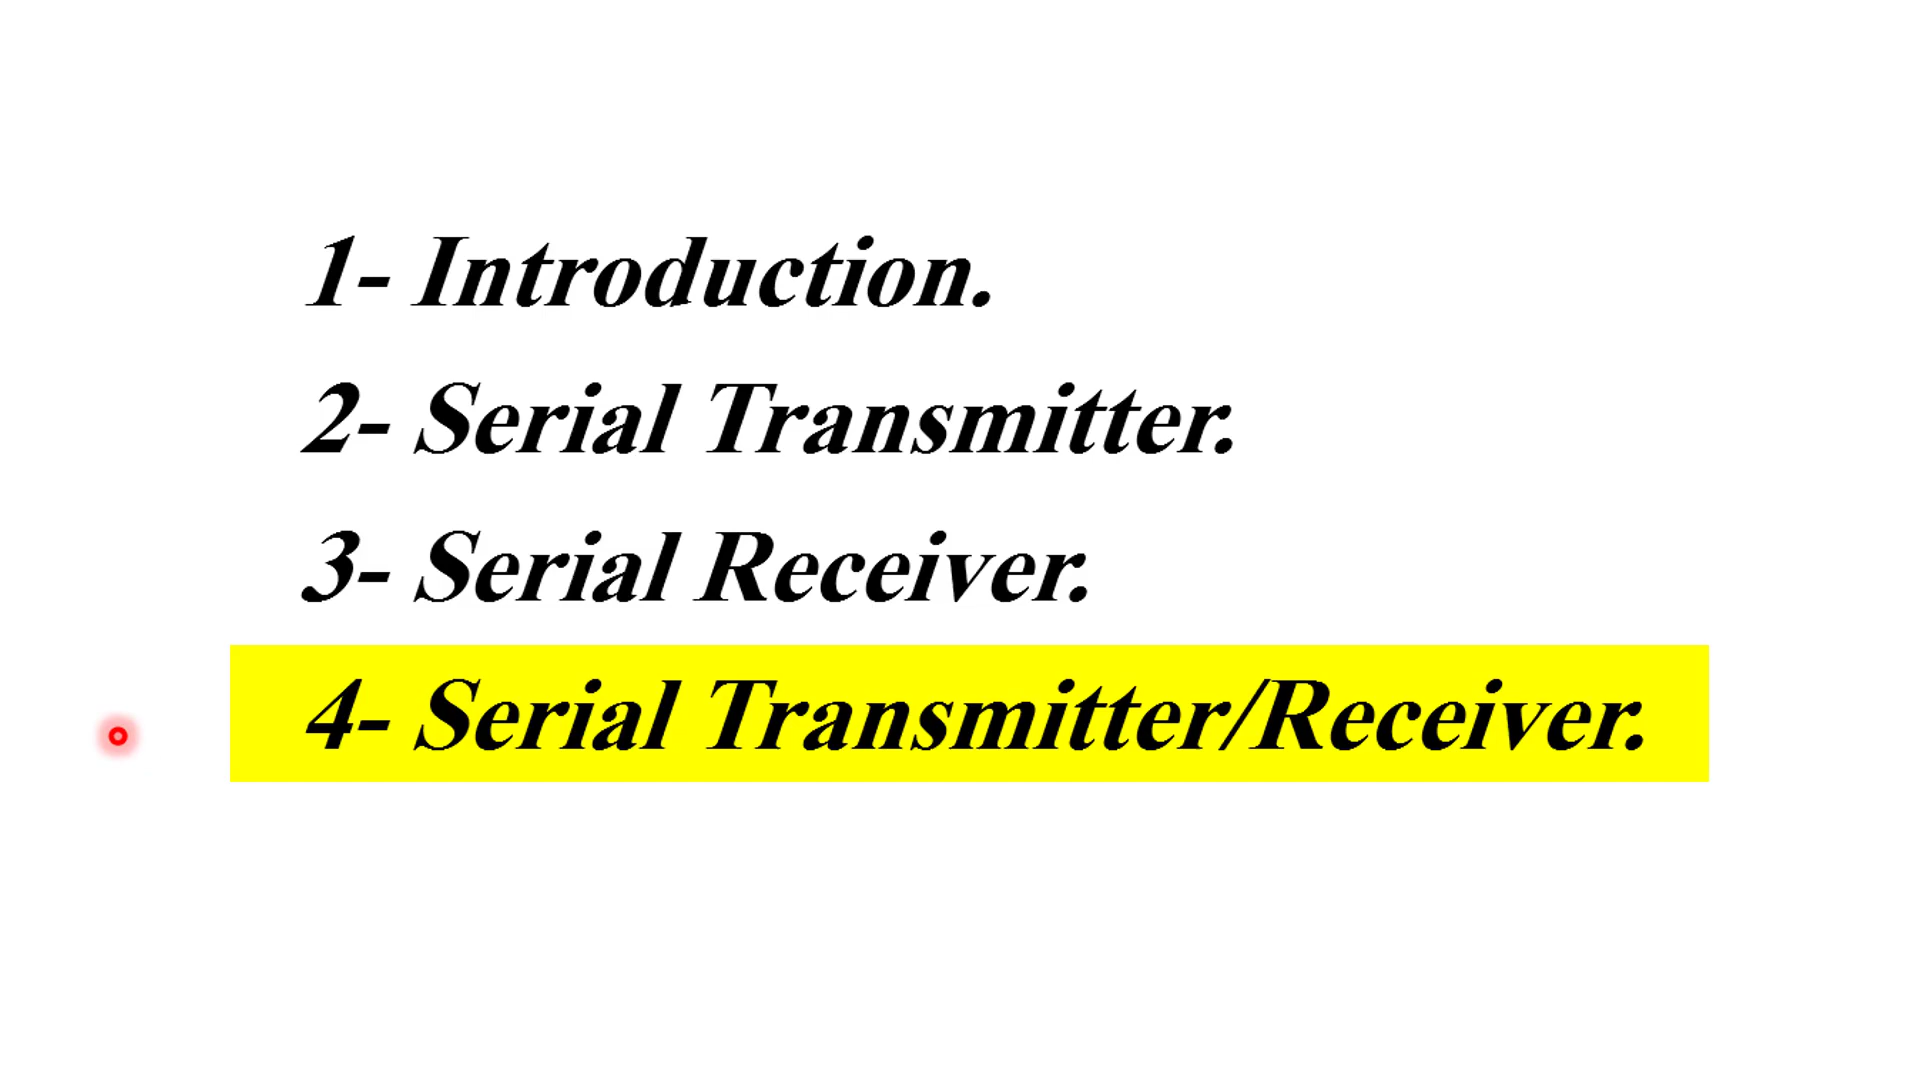 1- Introduction.
2- Serial Transmitter.
3- Serial Receiver.
4- Serial Transmitter/Receiver.